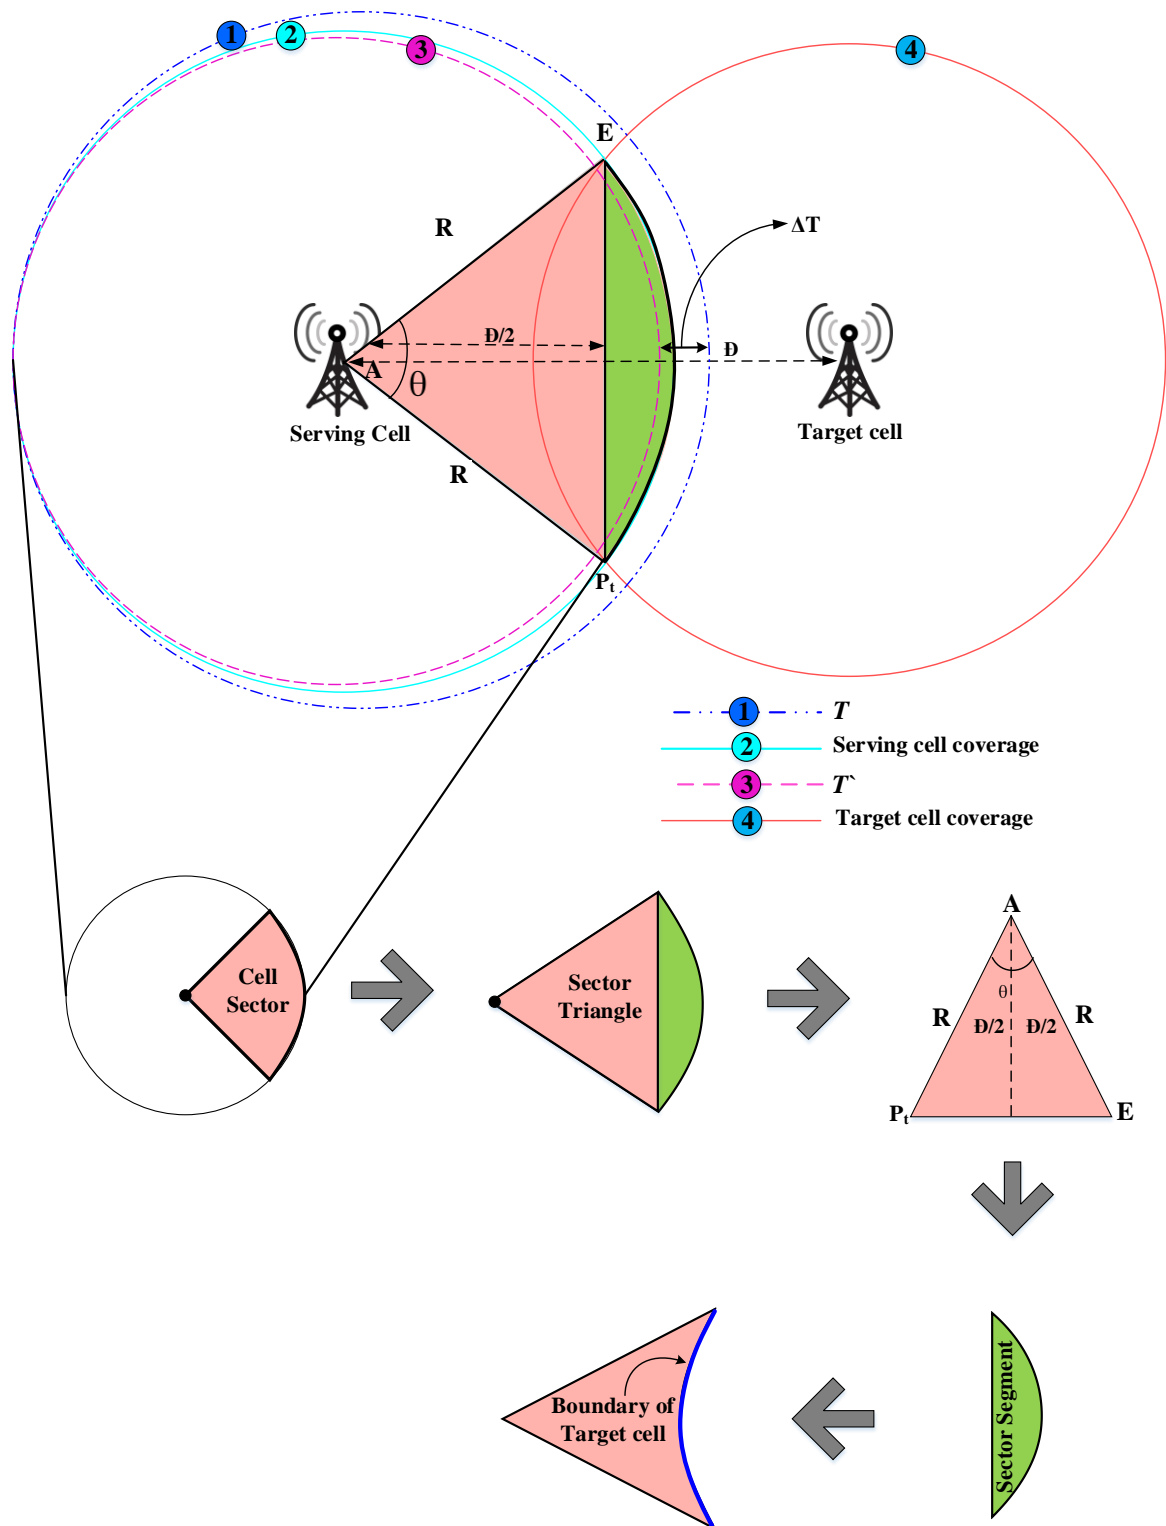 1
2
3
4
E
R
ΔT
Đ/2
Đ
A
θ
Serving Cell
Target cell
R
Pt
1
T
2
Serving cell coverage
3
T`
4
Target cell coverage
A
Cell
Sector
Sector
Triangle
θ
R
Đ/2
Đ/2
R
Pt
E
Boundary of
Target cell
Sector Segment